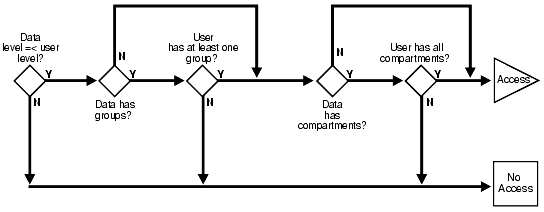 Data
level =< user
level?
Y
N
N
Data has
groups?
Y
User
has at least one
group?
Y
N
N
Data
has
compartments?
Y
User has all
compartments?
Y
N
Access
No
Access